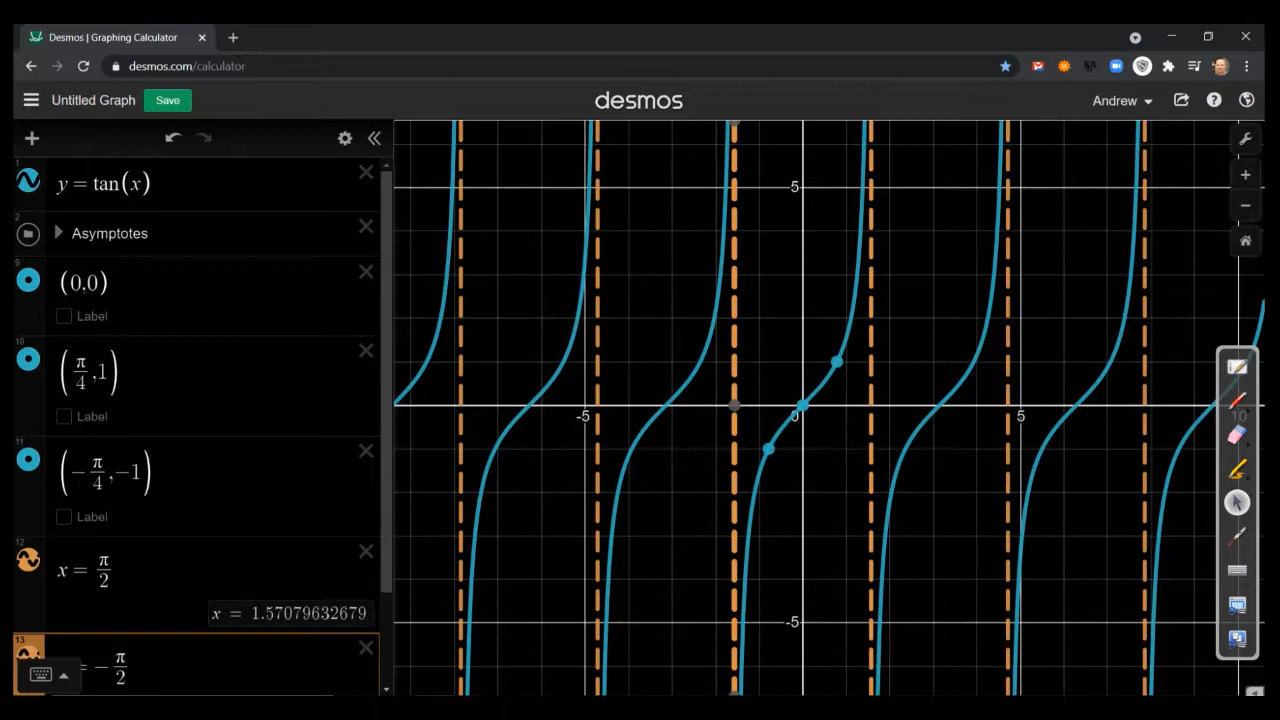 Desmos | Graphing Calculator
desmos.com/calculator
Untitled Graph Save desmos Andrew
1 y = tan(x)
2 Asymptotes
9 (0,0)
Label
10 (π/4,1)
Label
11 (−π/4,−1)
Label
12 x = π/2
x = 1.57079632679
13 = −π/2
5
-5 0 5 10
-5